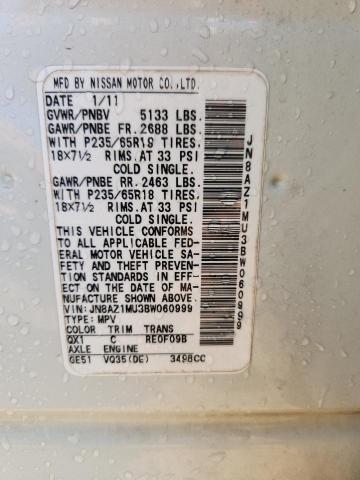 MFD BY NISSAN MOTOR CO.,LTD.
DATE 1/11
GVWR/PNBV 5133 LBS.
GAWR/PNBE FR. 2688 LBS.
WITH P235/65R18 TIRES.
18X7½ RIMS. AT 33 PSI
COLD SINGLE.
GAWR/PNBE RR. 2463 LBS.
WITH P235/65R18 TIRES.
18X7½ RIMS. AT 33 PSI
COLD SINGLE.
THIS VEHICLE CONFORMS
TO ALL APPLICABLE FED-
ERAL MOTOR VEHICLE SA-
FETY AND THEFT PREVEN-
TION STANDARDS IN EFF-
ECT ON THE DATE OF MA-
NUFACTURE SHOWN ABOVE.
VIN: JN8AZ1MU3BW060999
TYPE: MPV
COLOR TRIM TRANS
QX1 C RE0F09B
AXLE ENGINE
GE51 VQ35(DE) 3498CC
JN8AZ1MU3BW060999